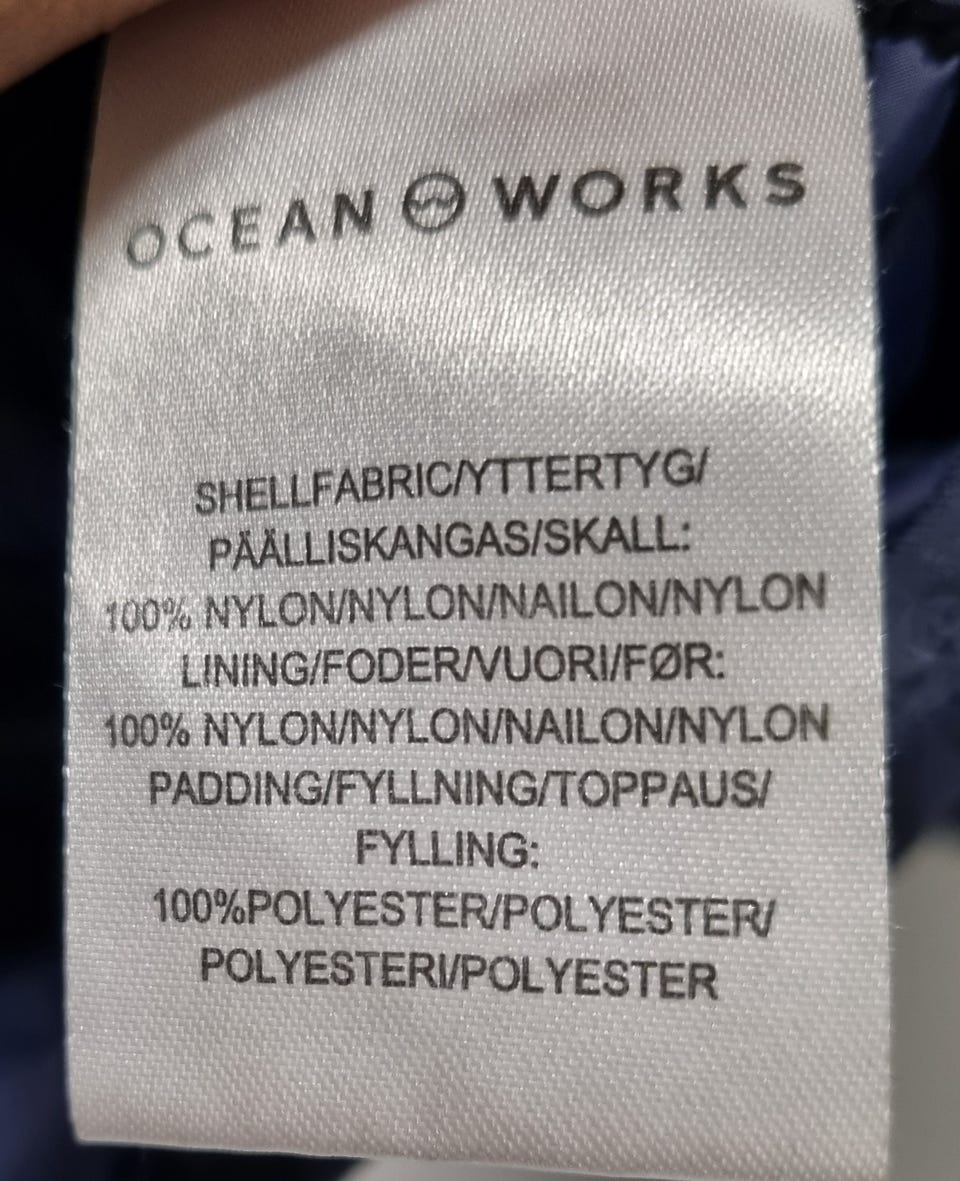 OCEAN WORKS
SHELLFABRIC/YTTERTYG/
PÄÄLLISKANGAS/SKALL:
100% NYLON/NYLON/NAILON/NYLON
LINING/FODER/VUORI/FØR:
100% NYLON/NYLON/NAILON/NYLON
PADDING/FYLLNING/TOPPAUS/
FYLLING:
100%POLYESTER/POLYESTER/
POLYESTERI/POLYESTER